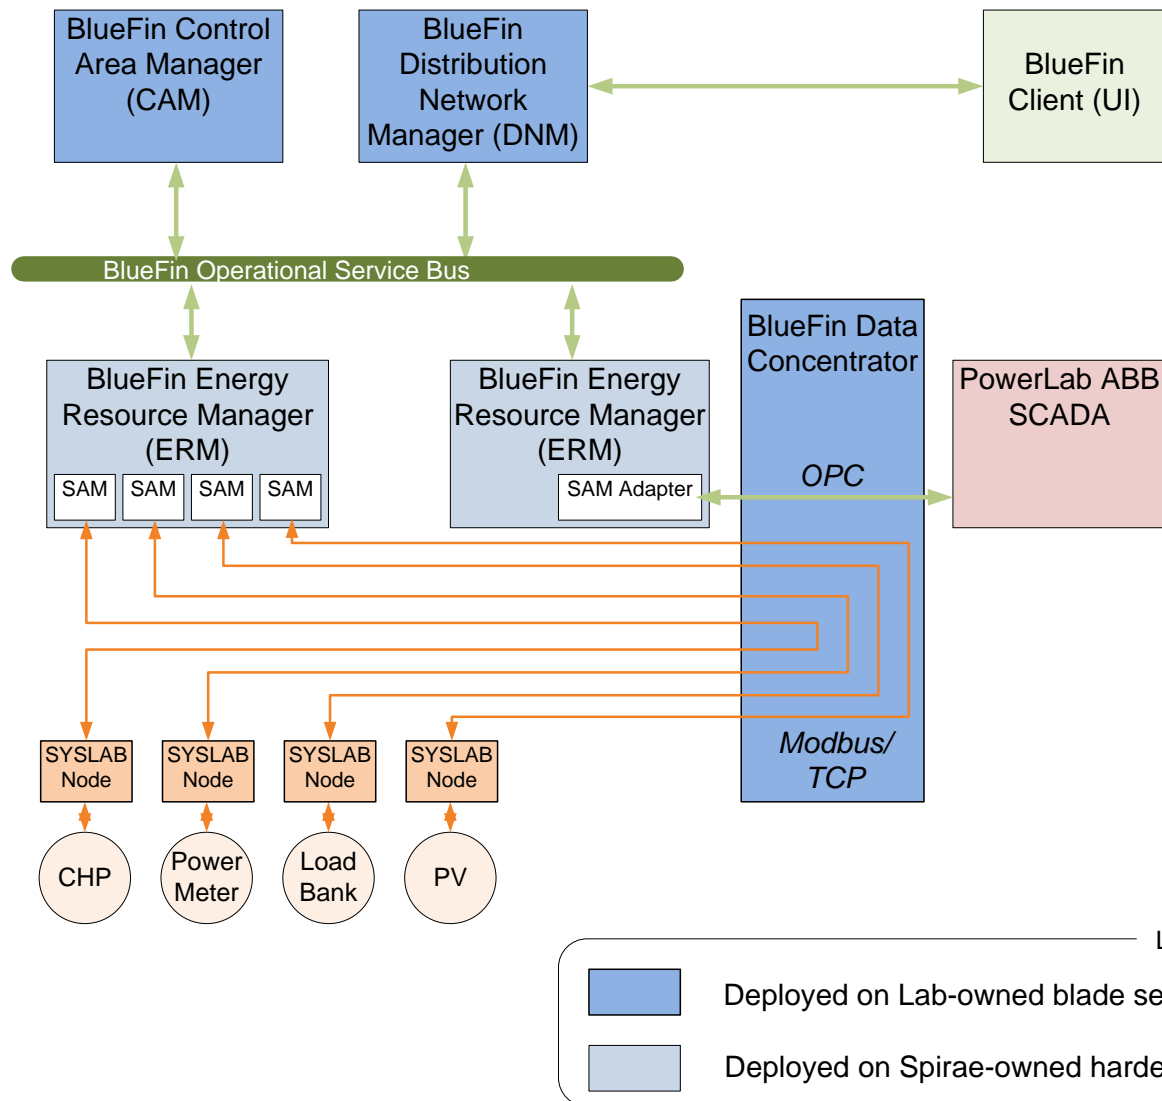 BlueFin Control
Area Manager
(CAM)
BlueFin
Distribution
Network
Manager (DNM)
BlueFin
Client (UI)
BlueFin Operational Service Bus
BlueFin Energy
Resource Manager
(ERM)
SAM
SAM
SAM
SAM
BlueFin Energy
Resource Manager
(ERM)
SAM Adapter
BlueFin Data
Concentrator
OPC
Modbus/
TCP
PowerLab ABB
SCADA
SYSLAB
Node
SYSLAB
Node
SYSLAB
Node
SYSLAB
Node
CHP
Power
Meter
Load
Bank
PV
L
Deployed on Lab-owned blade se
Deployed on Spirae-owned harde